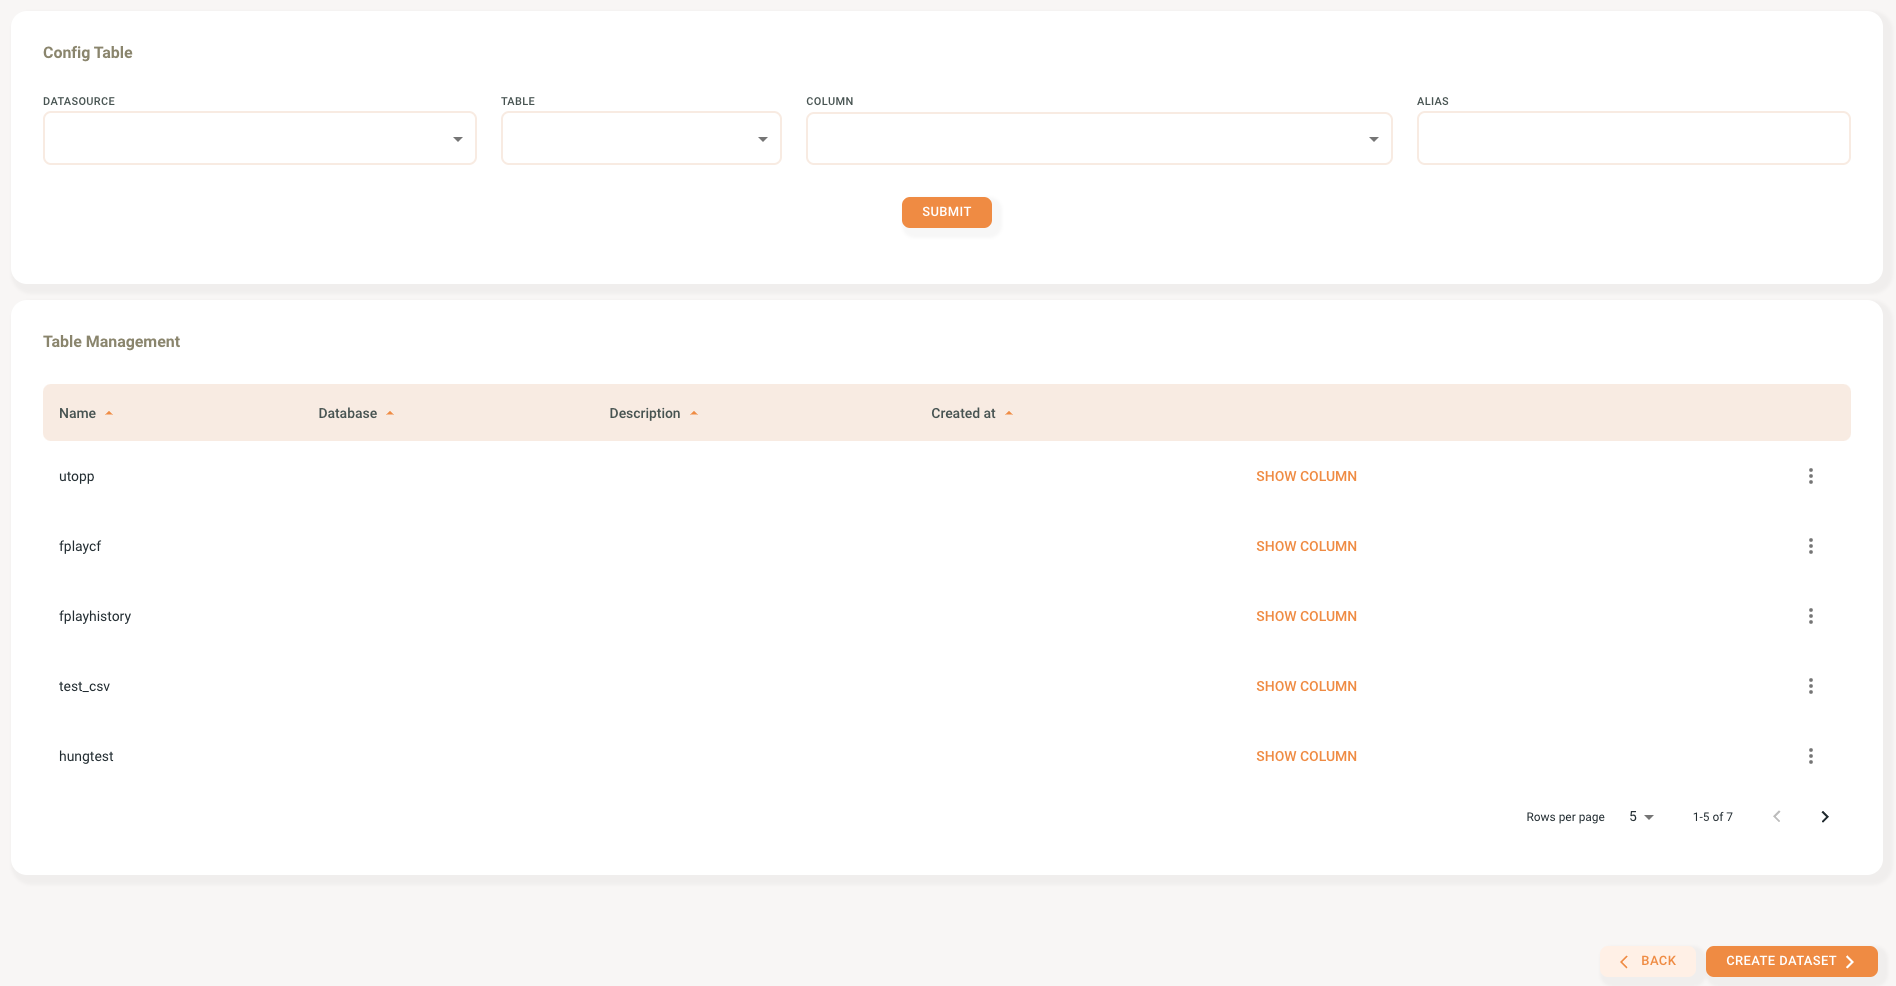 Config Table
DATASOURCE TABLE COLUMN ALIAS
SUBMIT
Table Management
Name Database Description Created at
utopp SHOW COLUMN
fplaycf SHOW COLUMN
fplayhistory SHOW COLUMN
test_csv SHOW COLUMN
hungtest SHOW COLUMN
Rows per page 5 1-5 of 7
BACK CREATE DATASET